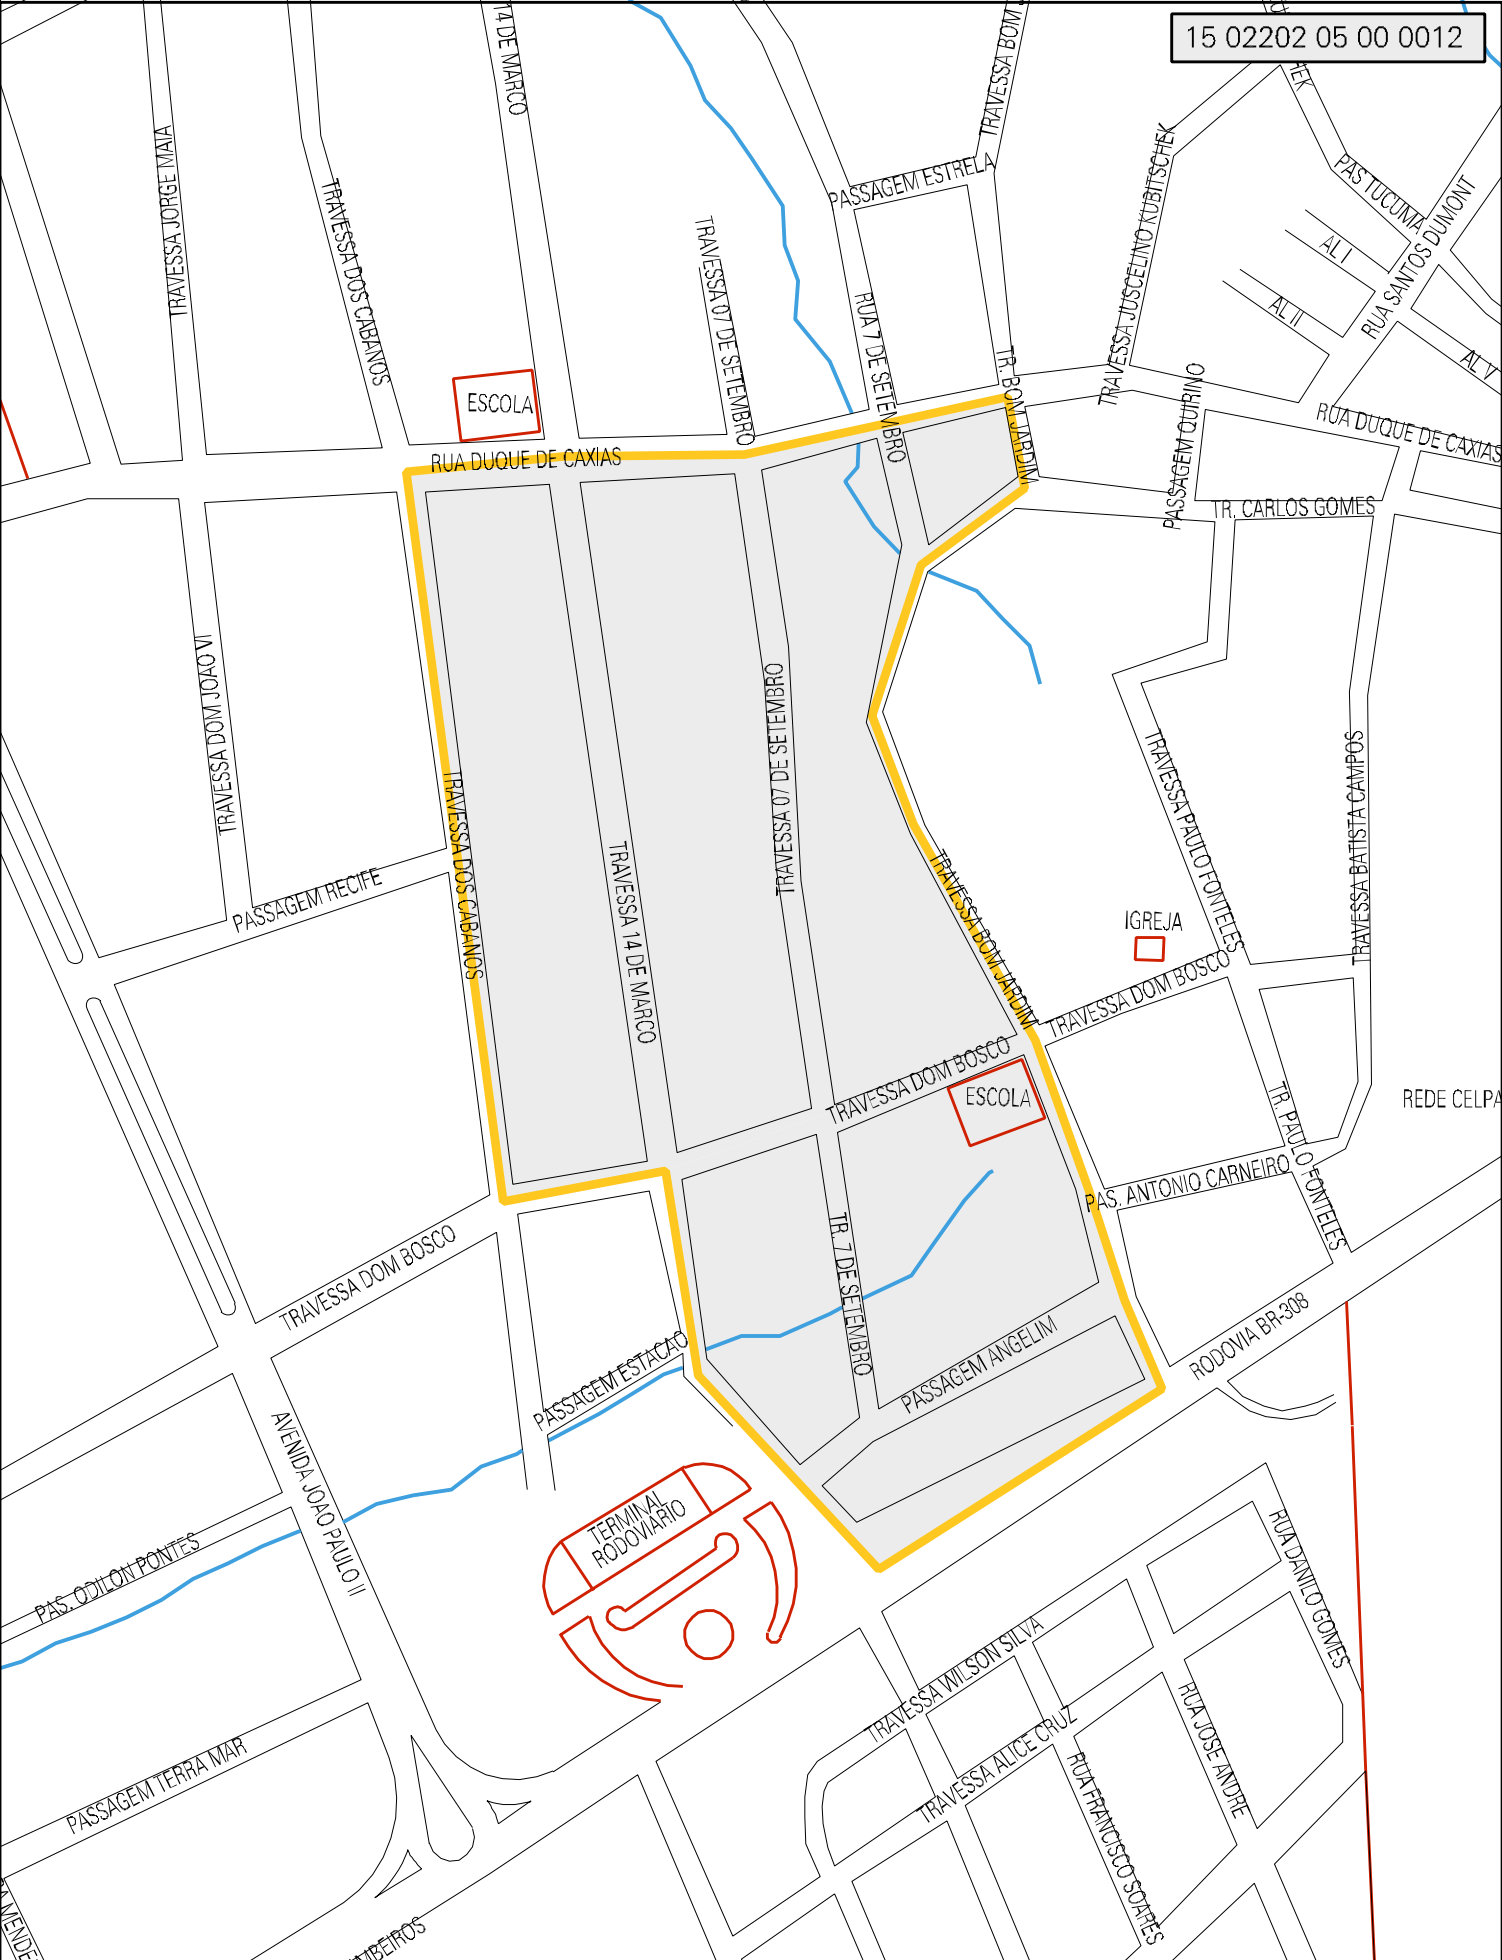 14 DE MARCO
TRAVESSA BOM
15 02202 05 00 0012
HEK
TRAVESSA JORGE MAIA
TRAVESSA DOS CABANOS
PASSAGEM ESTRELA
TRAVESSA JUSCELINO KUBITSCHEK
PAS TUCUMA
RUA SANTOS DUMONT
AL I
AL II
AL V
TRAVESSA 07 DE SETEMBRO
RUA 7 DE SETEMBRO
TR. BOM JARDIM
PASSAGEM QUIRINO
ESCOLA
RUA DUQUE DE CAXIAS
RUA DUQUE DE CAXIAS
TR. CARLOS GOMES
TRAVESSA DOM JOAO VI
TRAVESSA 07 DE SETEMBRO
TRAVESSA DOS CABANOS
TRAVESSA 14 DE MARCO
TRAVESSA PAULO FONTELES
TRAVESSA BATISTA CAMPOS
PASSAGEM RECIFE
TRAVESSA BOM JARDIM
IGREJA
TRAVESSA DOM BOSCO
TRAVESSA DOM BOSCO
ESCOLA
REDE CELPA
TR. PAULO FONTELES
PAS. ANTONIO CARNEIRO
TR. 7 DE SETEMBRO
TRAVESSA DOM BOSCO
RODOVIA BR-308
PASSAGEM ESTACAO
PASSAGEM ANGELIM
AVENIDA JOAO PAULO II
TERMINAL
RODOVIARIO
PAS. ODILON PONTES
RUA DANILO GOMES
TRAVESSA WILSON SILVA
RUA JOSE ANDRE
TRAVESSA ALICE CRUZ
PASSAGEM TERRA MAR
RUA FRANCISCO SOARES
A MENDE
MBEIROS